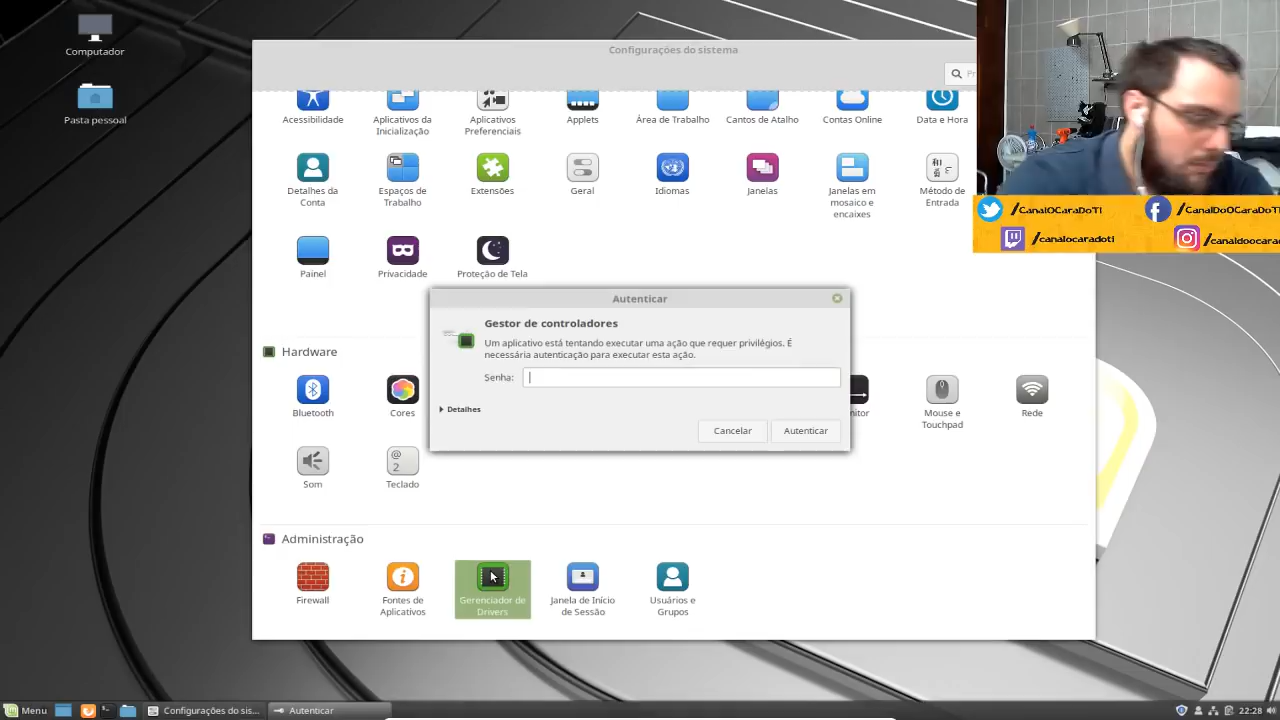 Computador
Pasta pessoal
Configurações do sistema
Acessibilidade
Aplicativos da
Inicialização
Aplicativos
Preferenciais
Applets
Área de Trabalho
Cantos de Atalho
Contas Online
Data e Hora
Detalhes da
Conta
Espaços de
Trabalho
Extensões
Geral
Idiomas
Janelas
Janelas em
mosaico e
encaixes
Método de
Entrada
Painel
Privacidade
Proteção de Tela
/CanalOCaraDoTI
/CanalDoOCaraDoTI
/canalocaradoti
/canaldoocarad
Autenticar
Gestor de controladores
Um aplicativo está tentando executar uma ação que requer privilégios. É
necessária autenticação para executar esta ação.
Senha:
Detalhes
Cancelar
Autenticar
Hardware
Bluetooth
Cores
nitor
Mouse e
Touchpad
Rede
Som
@
2
Teclado
Administração
Firewall
Fontes de
Aplicativos
Gerenciador de
Drivers
Janela de Início
de Sessão
Usuários e
Grupos
Menu
Configurações do sis...
Autenticar
22:28